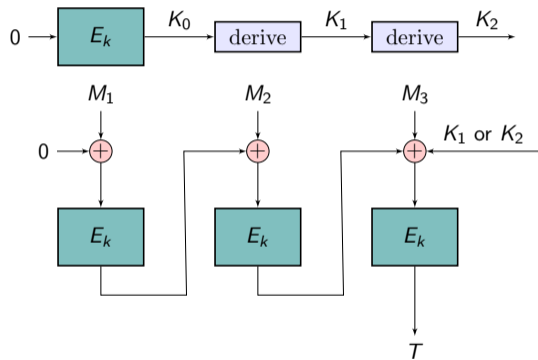 0 E_k K_0 derive K_1 derive K_2
M_1 M_2 M_3
0 + + + K_1 or K_2
E_k E_k E_k
T